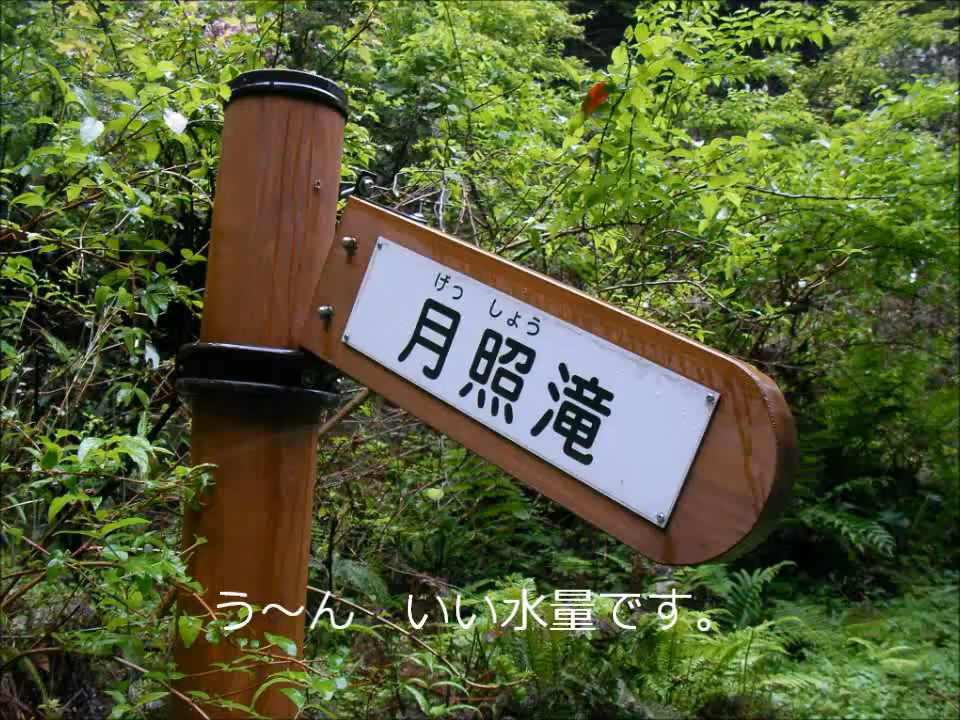 げっ しょう
月照滝
う～ん　いい水量です。